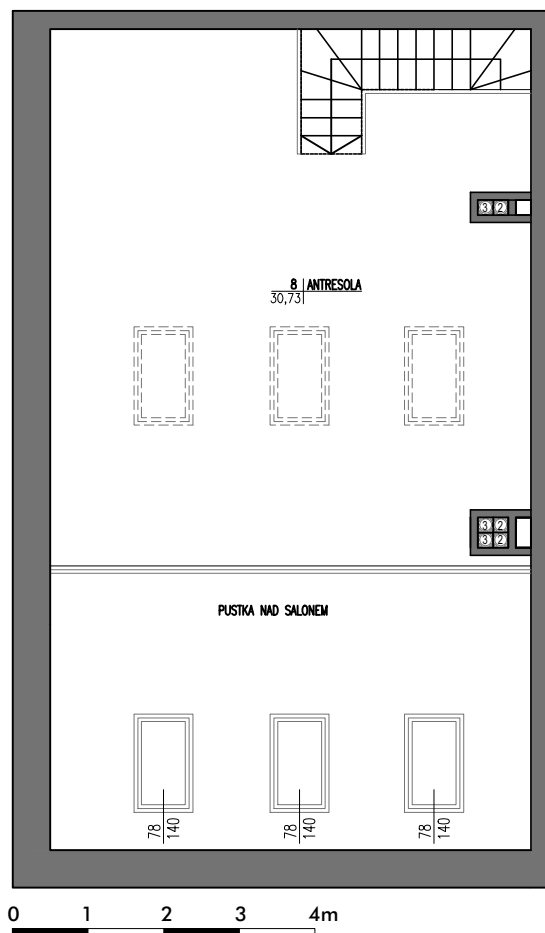 3 2
8 ANTRESOLA
30,73
3 2
3 2
PUSTKA NAD SALONEM
78 140 78 140 78 140
0 1 2 3 4m